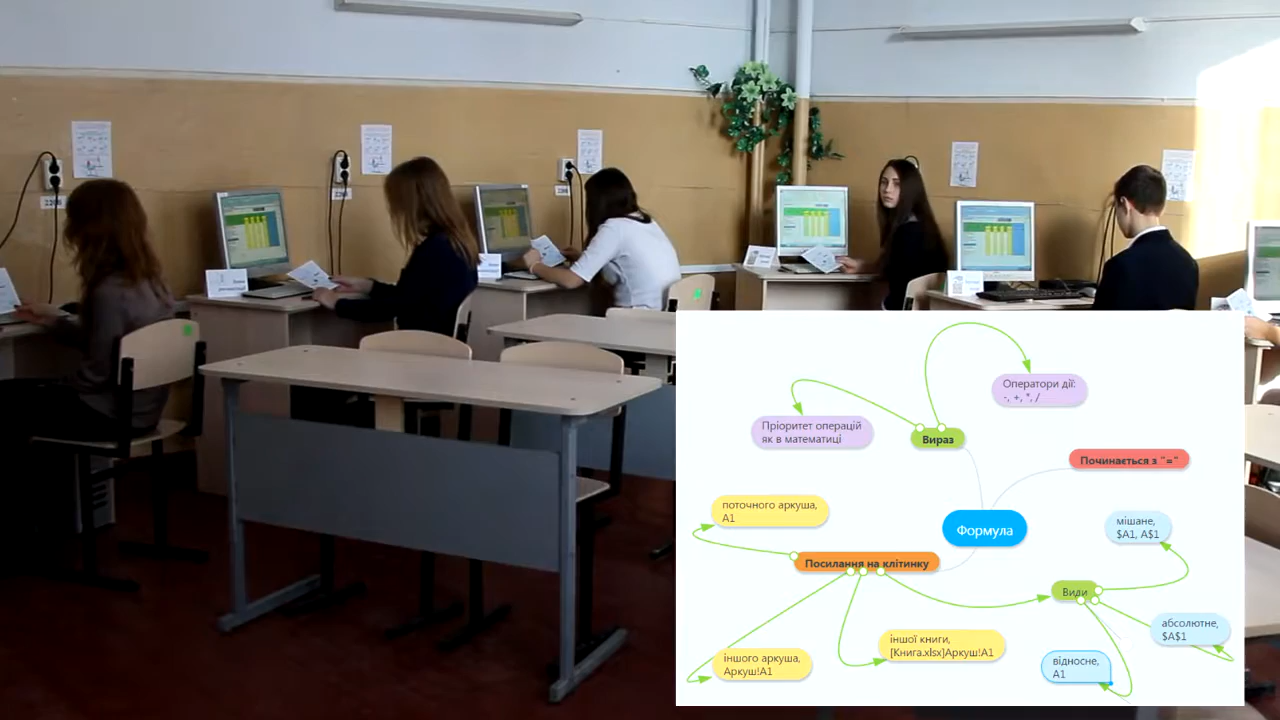 Оператори дії:
-, +, *, /
Пріоритет операцій
як в математиці
Вираз
Починається з "="
поточного аркуша,
A1
Формула
мішане,
$A1, A$1
Посилання на клітинку
Види
абсолютне,
$A$1
іншої книги,
[Книга.xlsx]Аркуш!A1
іншого аркуша,
Аркуш!A1
відносне,
A1